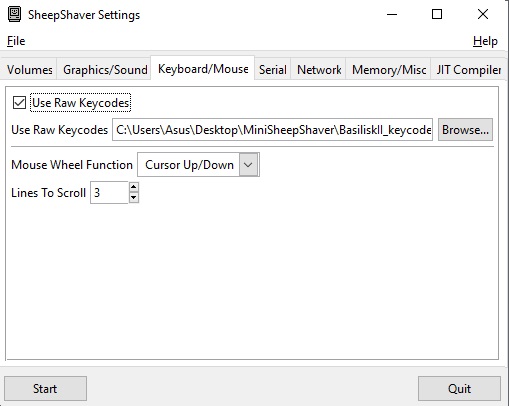 SheepShaver Settings
File Help
Volumes Graphics/Sound Keyboard/Mouse Serial Network Memory/Misc JIT Compiler
Use Raw Keycodes
Use Raw Keycodes C:\Users\Asus\Desktop\MiniSheepShaver\BasiliskII_keycode Browse...
Mouse Wheel Function Cursor Up/Down
Lines To Scroll 3
Start Quit